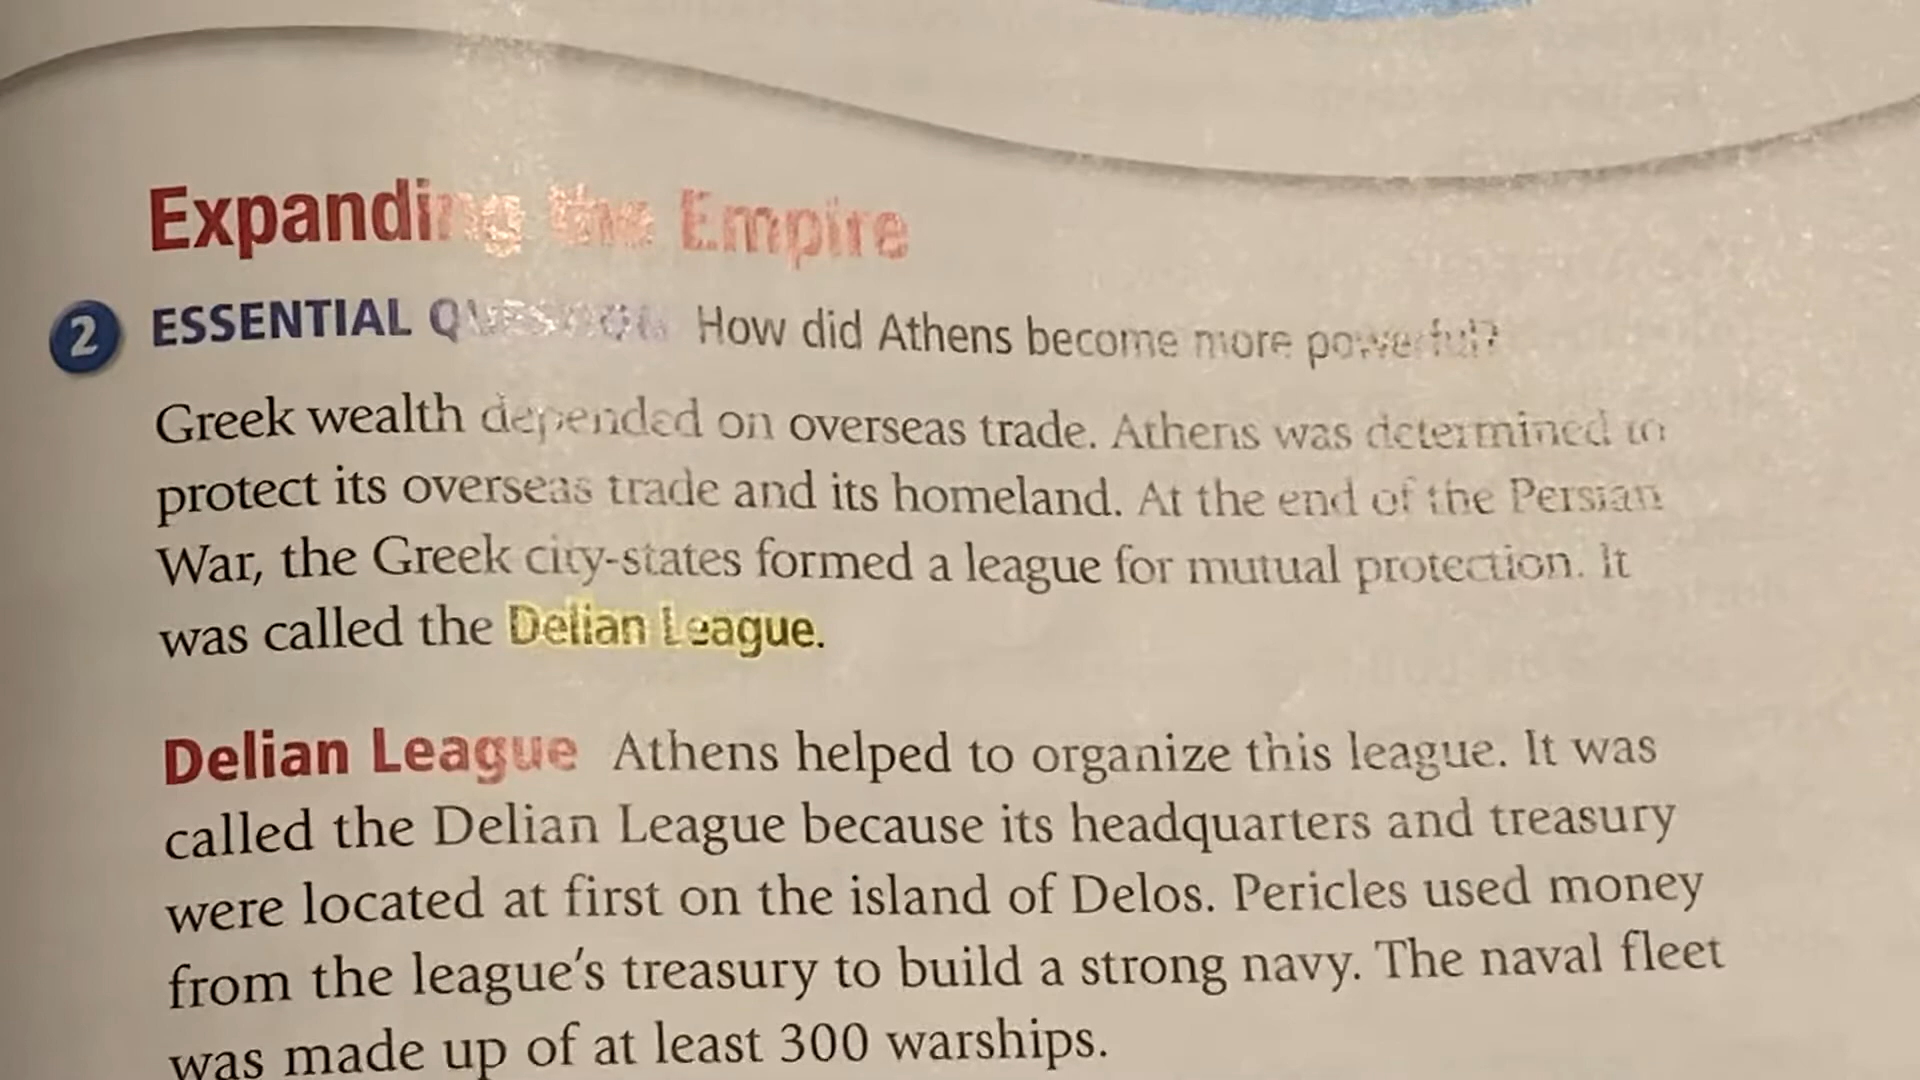 Expanding the Empire
2 ESSENTIAL QUESTION How did Athens become more powerful?
Greek wealth depended on overseas trade. Athens was determined to
protect its overseas trade and its homeland. At the end of the Persian
War, the Greek city-states formed a league for mutual protection. It
was called the Delian League.
Delian League Athens helped to organize this league. It was
called the Delian League because its headquarters and treasury
were located at first on the island of Delos. Pericles used money
from the league's treasury to build a strong navy. The naval fleet
was made up of at least 300 warships.